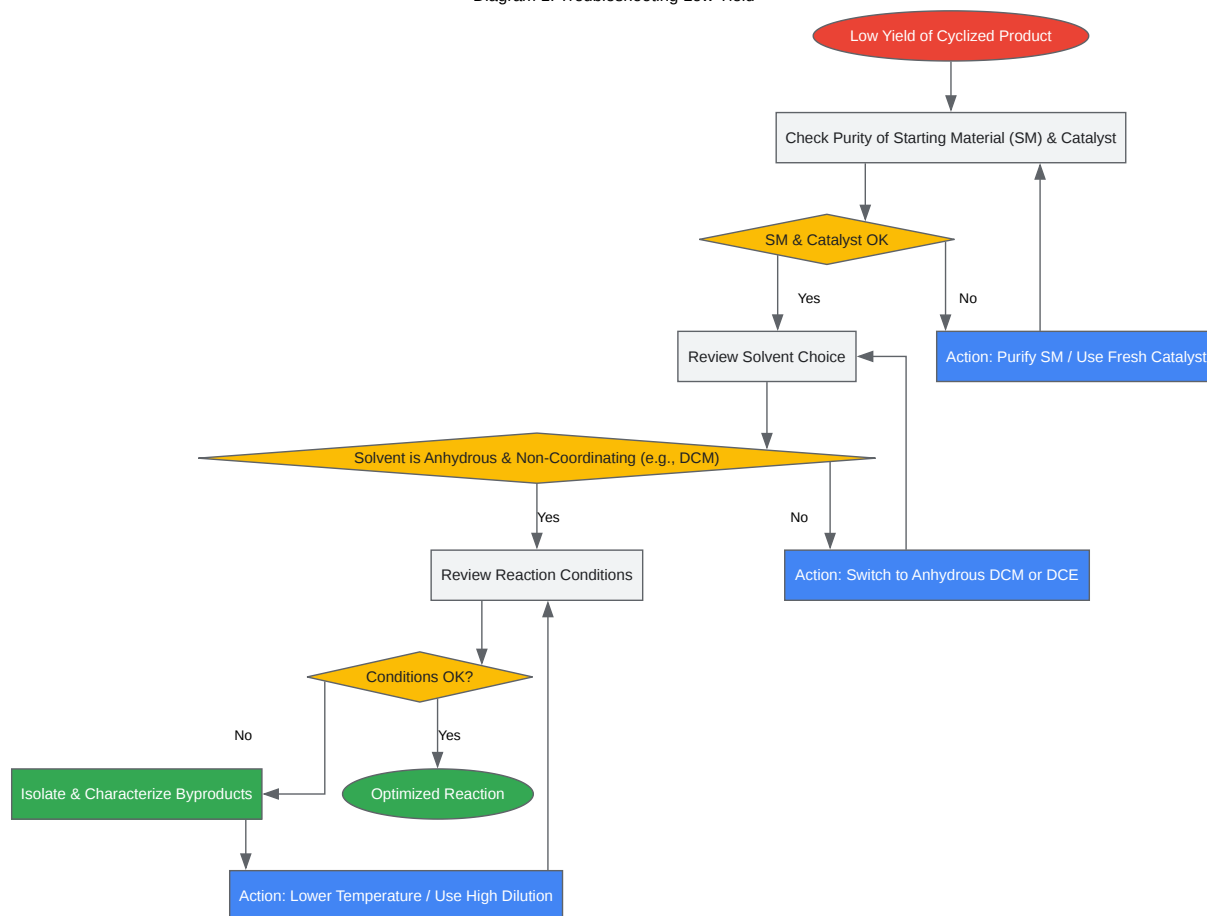 Low Yield of Cyclized Product
Check Purity of Starting Material (SM) & Catalyst
SM & Catalyst OK
Yes
No
Review Solvent Choice
Action: Purify SM / Use Fresh Catalyst
Solvent is Anhydrous & Non-Coordinating (e.g., DCM)
Yes
No
Review Reaction Conditions
Action: Switch to Anhydrous DCM or DCE
Conditions OK?
No
Yes
Isolate & Characterize Byproducts
Optimized Reaction
Action: Lower Temperature / Use High Dilution